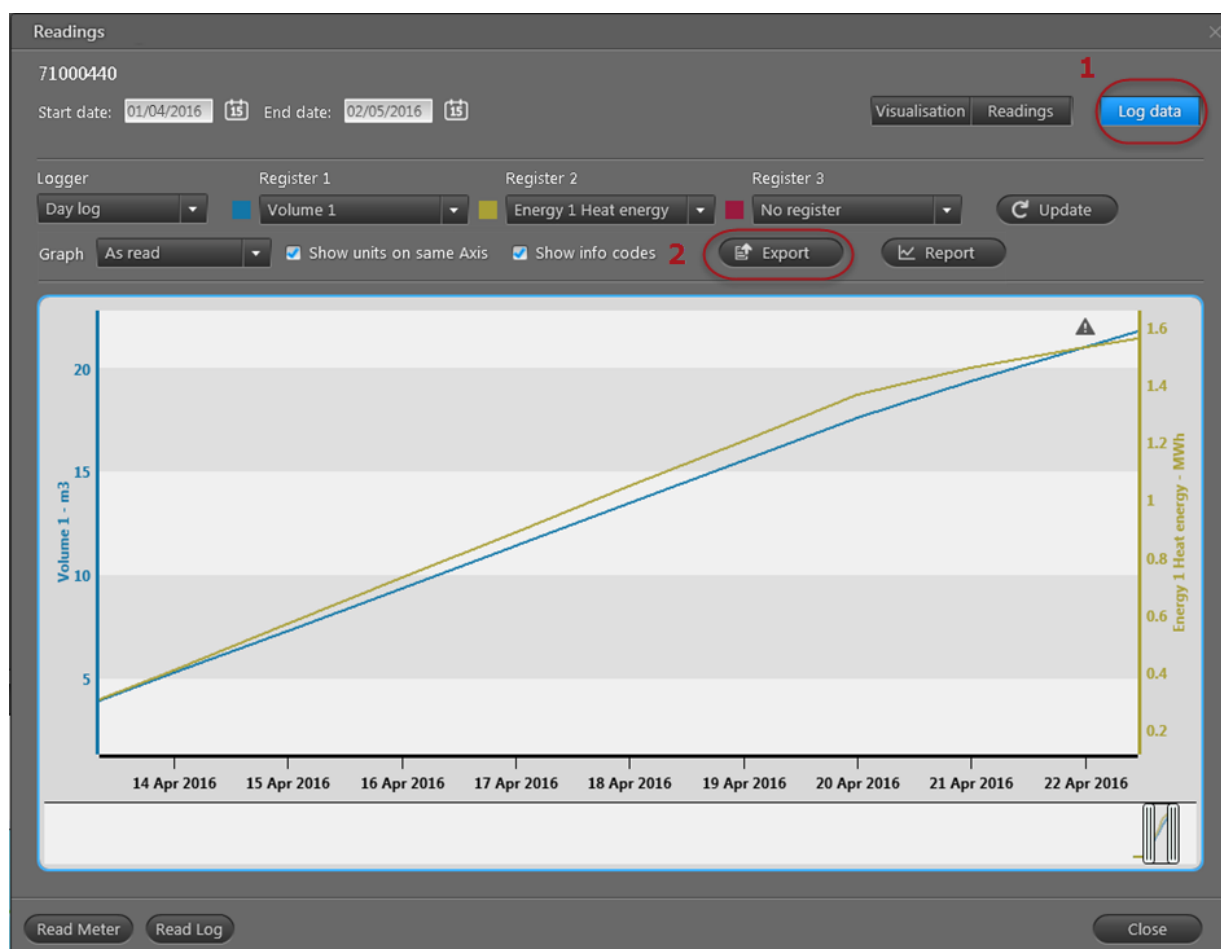 Readings
71000440
1
Start date: 01/04/2016 15 End date: 02/05/2016 15 Visualisation Readings Log data
Logger Register 1 Register 2 Register 3
Day log Volume 1 Energy 1 Heat energy No register Update
Graph As read Show units on same Axis Show info codes 2 Export Report
Volume 1 - m3
20
15
10
5
1.6
1.4
1.2
1
0.8
0.6
0.4
0.2
Energy 1 Heat energy - MWh
14 Apr 2016 15 Apr 2016 16 Apr 2016 17 Apr 2016 18 Apr 2016 19 Apr 2016 20 Apr 2016 21 Apr 2016 22 Apr 2016
Read Meter Read Log Close